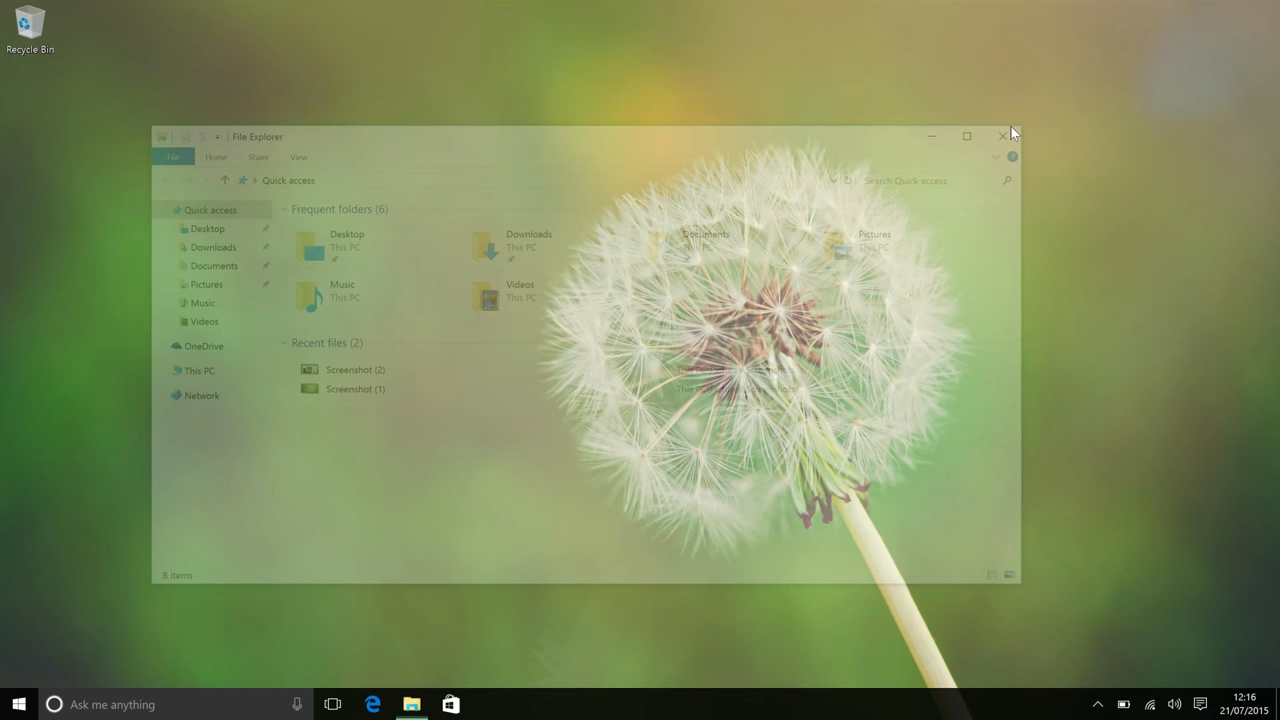 Recycle Bin
File Explorer
File
Home
Share
View
Quick access
Search Quick access
Quick access
Desktop
Downloads
Documents
Pictures
Music
Videos
OneDrive
This PC
Network
Frequent folders (6)
Desktop
This PC
Downloads
This PC
Documents
This PC
Pictures
This PC
Music
This PC
Videos
This PC
Recent files (2)
Screenshot (2)
Screenshot (1)
8 items
Ask me anything
12:16
21/07/2015